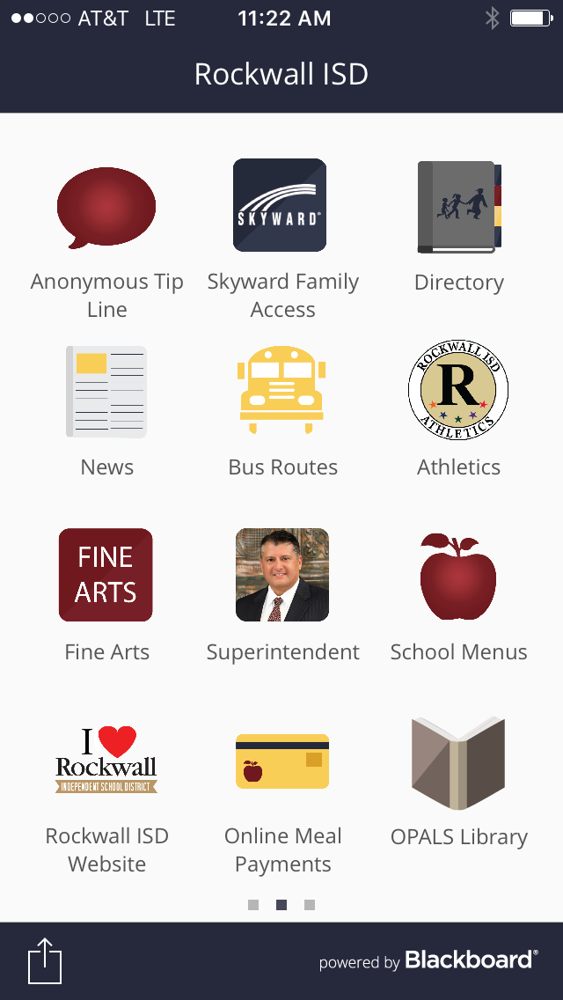 AT&T LTE 11:22 AM
Rockwall ISD
SKYWARD®
Anonymous Tip Line
Skyward Family Access
Directory
ROCKWALL ISD
R
ATHLETICS
News
Bus Routes
Athletics
FINE
ARTS
Fine Arts
Superintendent
School Menus
I
Rockwall
INDEPENDENT SCHOOL DISTRICT
Rockwall ISD
Website
Online Meal
Payments
OPALS Library
powered by Blackboard®